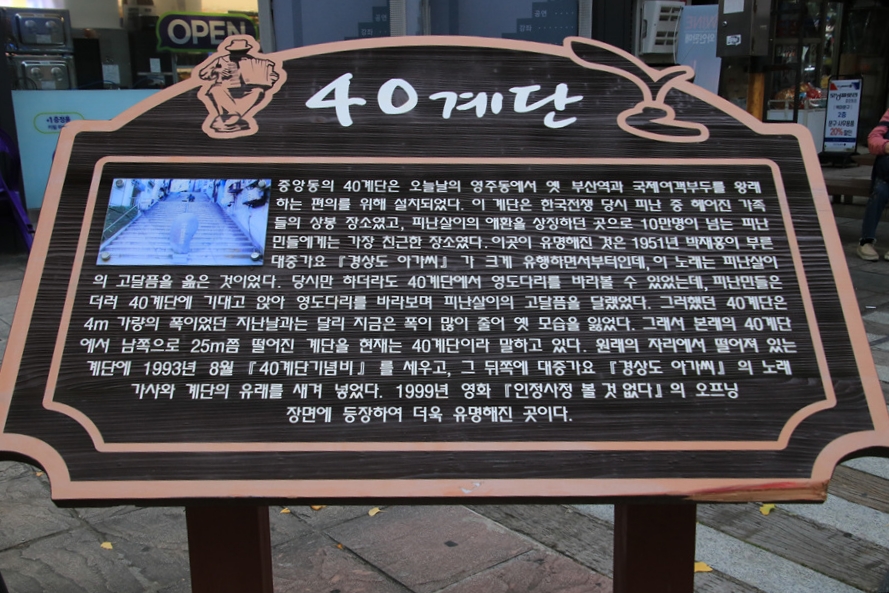 OPEN
40계단
중앙동의 40계단은 오늘날의 영주동에서 옛 부산역과 국제여객부두를 왕래
하는 편의를 위해 설치되었다. 이 계단은 한국전쟁 당시 피난 중 헤어진 가족
들의 상봉 장소였고, 피난살이의 애환을 상징하던 곳으로 10만명이 넘는 피난
민들에게는 가장 친근한 장소였다. 이곳이 유명해진 것은 1951년 박재홍이 부른
대중가요 『경상도 아가씨』 가 크게 유행하면서부터인데, 이 노래는 피난살이
의 고달픔을 읊은 것이었다. 당시만 하더라도 40계단에서 영도다리를 바라볼 수 있었는데, 피난민들은
더러 40계단에 기대고 앉아 영도다리를 바라보며 피난살이의 고달픔을 달랬었다. 그러했던 40계단은
4m 가량의 폭이었던 지난날과는 달리 지금은 폭이 많이 줄어 옛 모습을 잃었다. 그래서 본래의 40계단
에서 남쪽으로 25m쯤 떨어진 계단을 현재는 40계단이라 말하고 있다. 원래의 자리에서 떨어져 있는
계단에 1993년 8월 『40계단기념비』 를 세우고, 그 뒤쪽에 대중가요 『경상도 아가씨』 의 노래
가사와 계단의 유래를 새겨 넣었다. 1999년 영화 『인정사정 볼 것 없다』 의 오프닝
장면에 등장하여 더욱 유명해진 곳이다.
20%